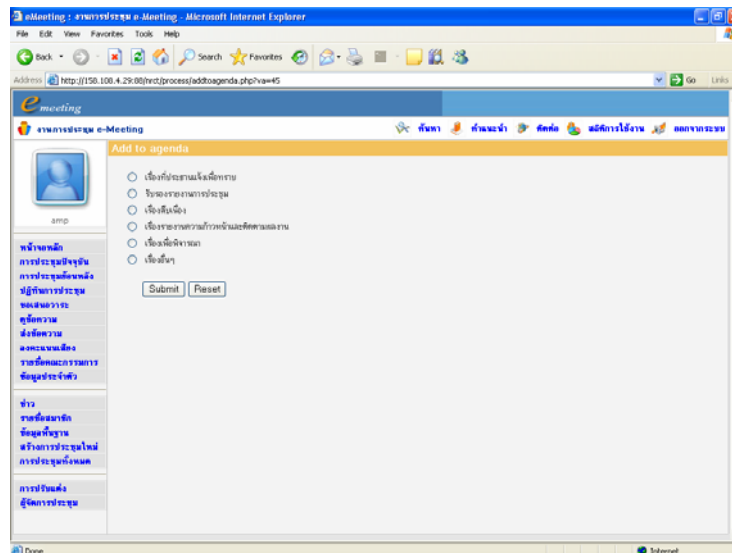 eMeeting : งานการประชุม e-Meeting - Microsoft Internet Explorer
File Edit View Favorites Tools Help
Back Search Favorites
Address http://158.108.4.29:88/nrct/process/addtoagenda.php?va=45 Go Links
e meeting
งานการประชุม e-Meeting ค้นหา คำแนะนำ ติดต่อ สถิติการใช้งาน ออกจากระบบ
Add to agenda
เรื่องที่ประธานแจ้งเพื่อทราบ
รับรองรายงานการประชุม
เรื่องสืบเนื่อง
เรื่องรายงานความก้าวหน้าและติดตามผลงาน
เรื่องเพื่อพิจารณา
เรื่องอื่นๆ
Submit Reset
amp
หน้าจอหลัก
การประชุมปัจจุบัน
การประชุมย้อนหลัง
ปฏิทินการประชุม
ขอเสนอวาระ
ดูข้อความ
ส่งข้อความ
ลงคะแนนเสียง
รายชื่อคณะกรรมการ
ข้อมูลประจำตัว
ข่าว
รายชื่อสมาชิก
ข้อมูลพื้นฐาน
สร้างการประชุมใหม่
การประชุมทั้งหมด
การปรับแต่ง
ผู้จัดการประชุม
Done Internet